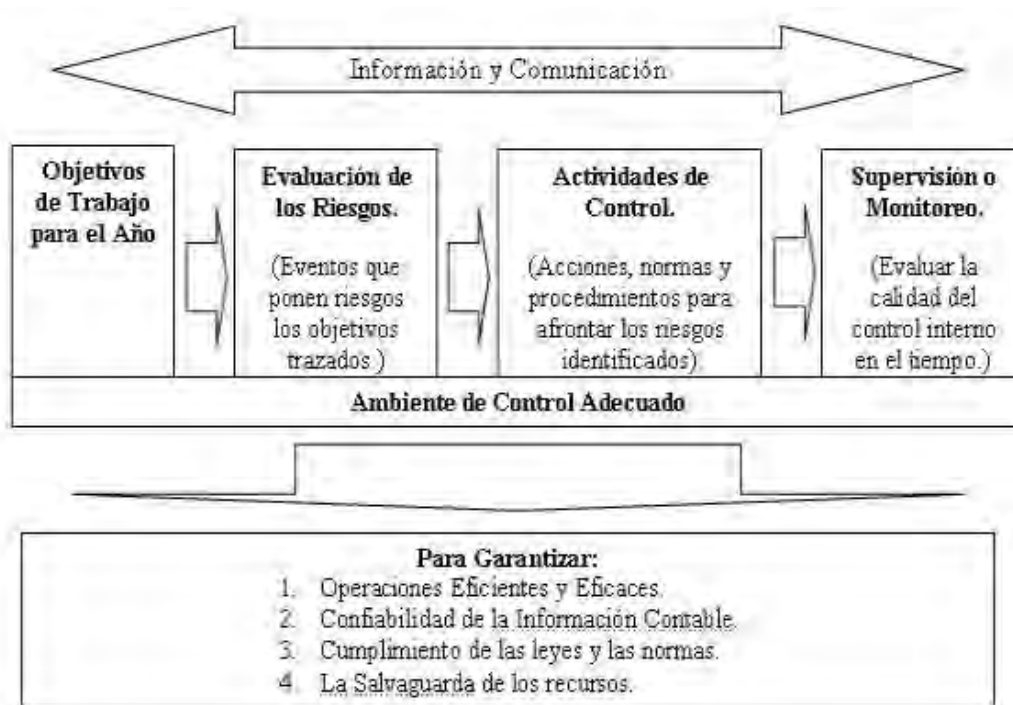 Información y Comunicación
Objetivos
de Trabajo
para el Año
Evaluación de
los Riesgos.
(Eventos que
ponen riesgos
los objetivos
trazados.)
Actividades de
Control.
(Acciones, normas y
procedimientos para
afrontar los riesgos
identificados).
Supervisión o
Monitoreo.
(Evaluar la
calidad del
control interno
en el tiempo.)
Ambiente de Control Adecuado
Para Garantizar:
1. Operaciones Eficientes y Eficaces.
2. Confiabilidad de la Información Contable.
3. Cumplimiento de las leyes y las normas.
4. La Salvaguarda de los recursos.